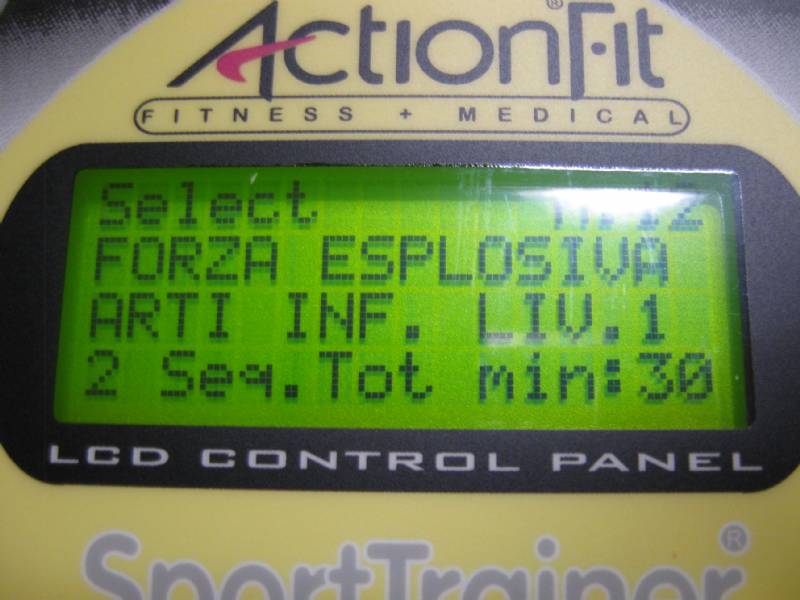 ActionFit®
FITNESS + MEDICAL
Select n.12
FORZA ESPLOSIVA
ARTI INF. LIV.1
2 Seq.Tot min:30
LCD CONTROL PANEL
SportTrainer®